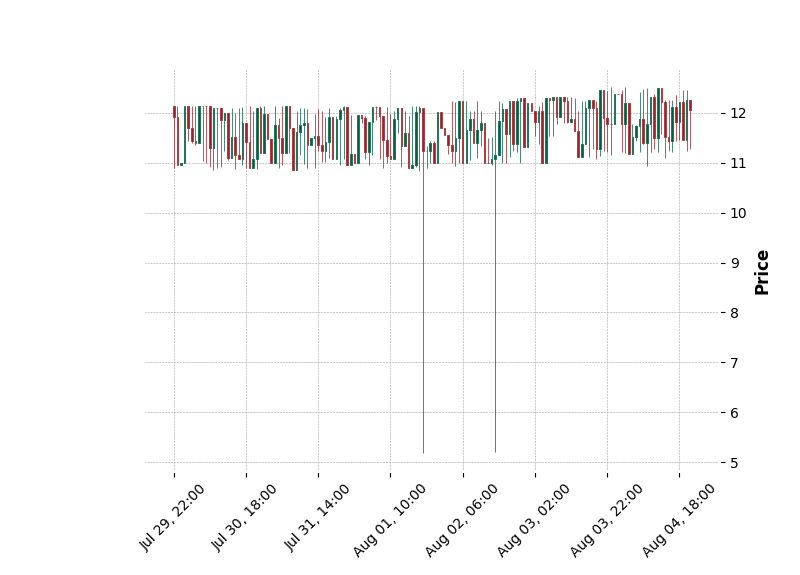 12
11
10
9
8
7
6
5
Price
Jul 29, 22:00
Jul 30, 18:00
Jul 31, 14:00
Aug 01, 10:00
Aug 02, 06:00
Aug 03, 02:00
Aug 03, 22:00
Aug 04, 18:00